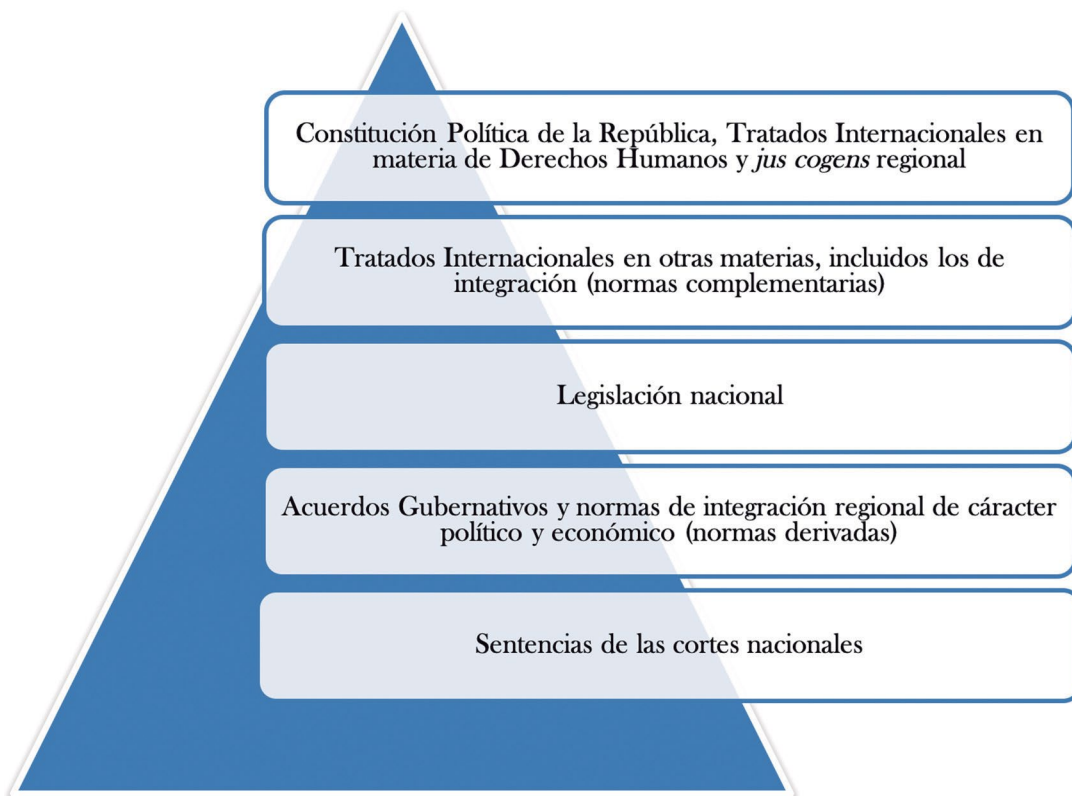 Constitución Política de la República, Tratados Internacionales en
materia de Derechos Humanos y jus cogens regional
Tratados Internacionales en otras materias, incluidos los de
integración (normas complementarias)
Legislación nacional
Acuerdos Gubernativos y normas de integración regional de cáracter
político y económico (normas derivadas)
Sentencias de las cortes nacionales